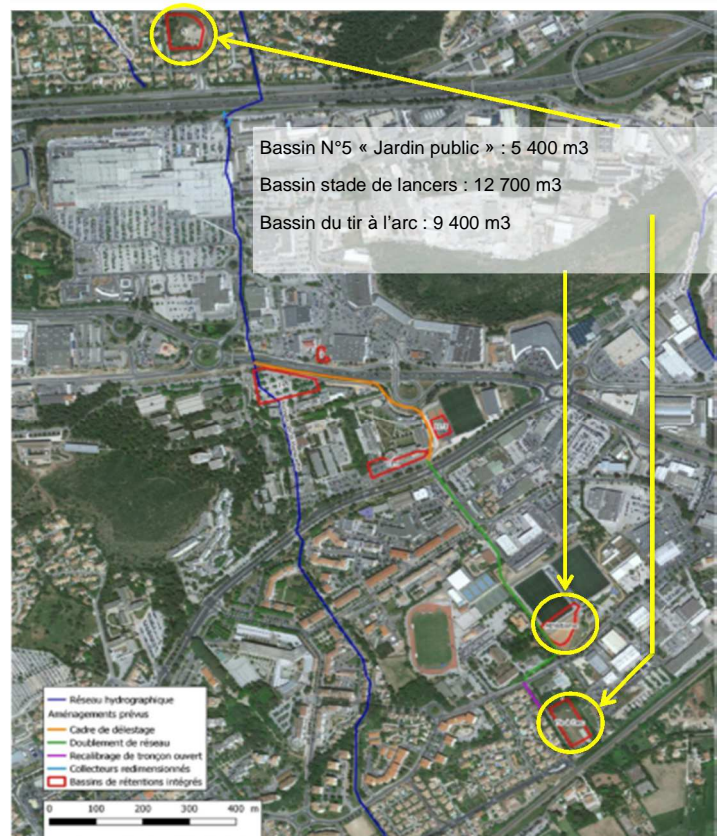 Bassin N°5 « Jardin public » : 5 400 m3
Bassin stade de lancers : 12 700 m3
Bassin du tir à l'arc : 9 400 m3
Réseau hydrographique
Aménagements prévus
Cadre de délestage
Doublement de réseau
Recalibrage de tronçon ouvert
Collecteurs redimensionnés
Bassins de rétentions intégrés
0 100 200 300 400 m